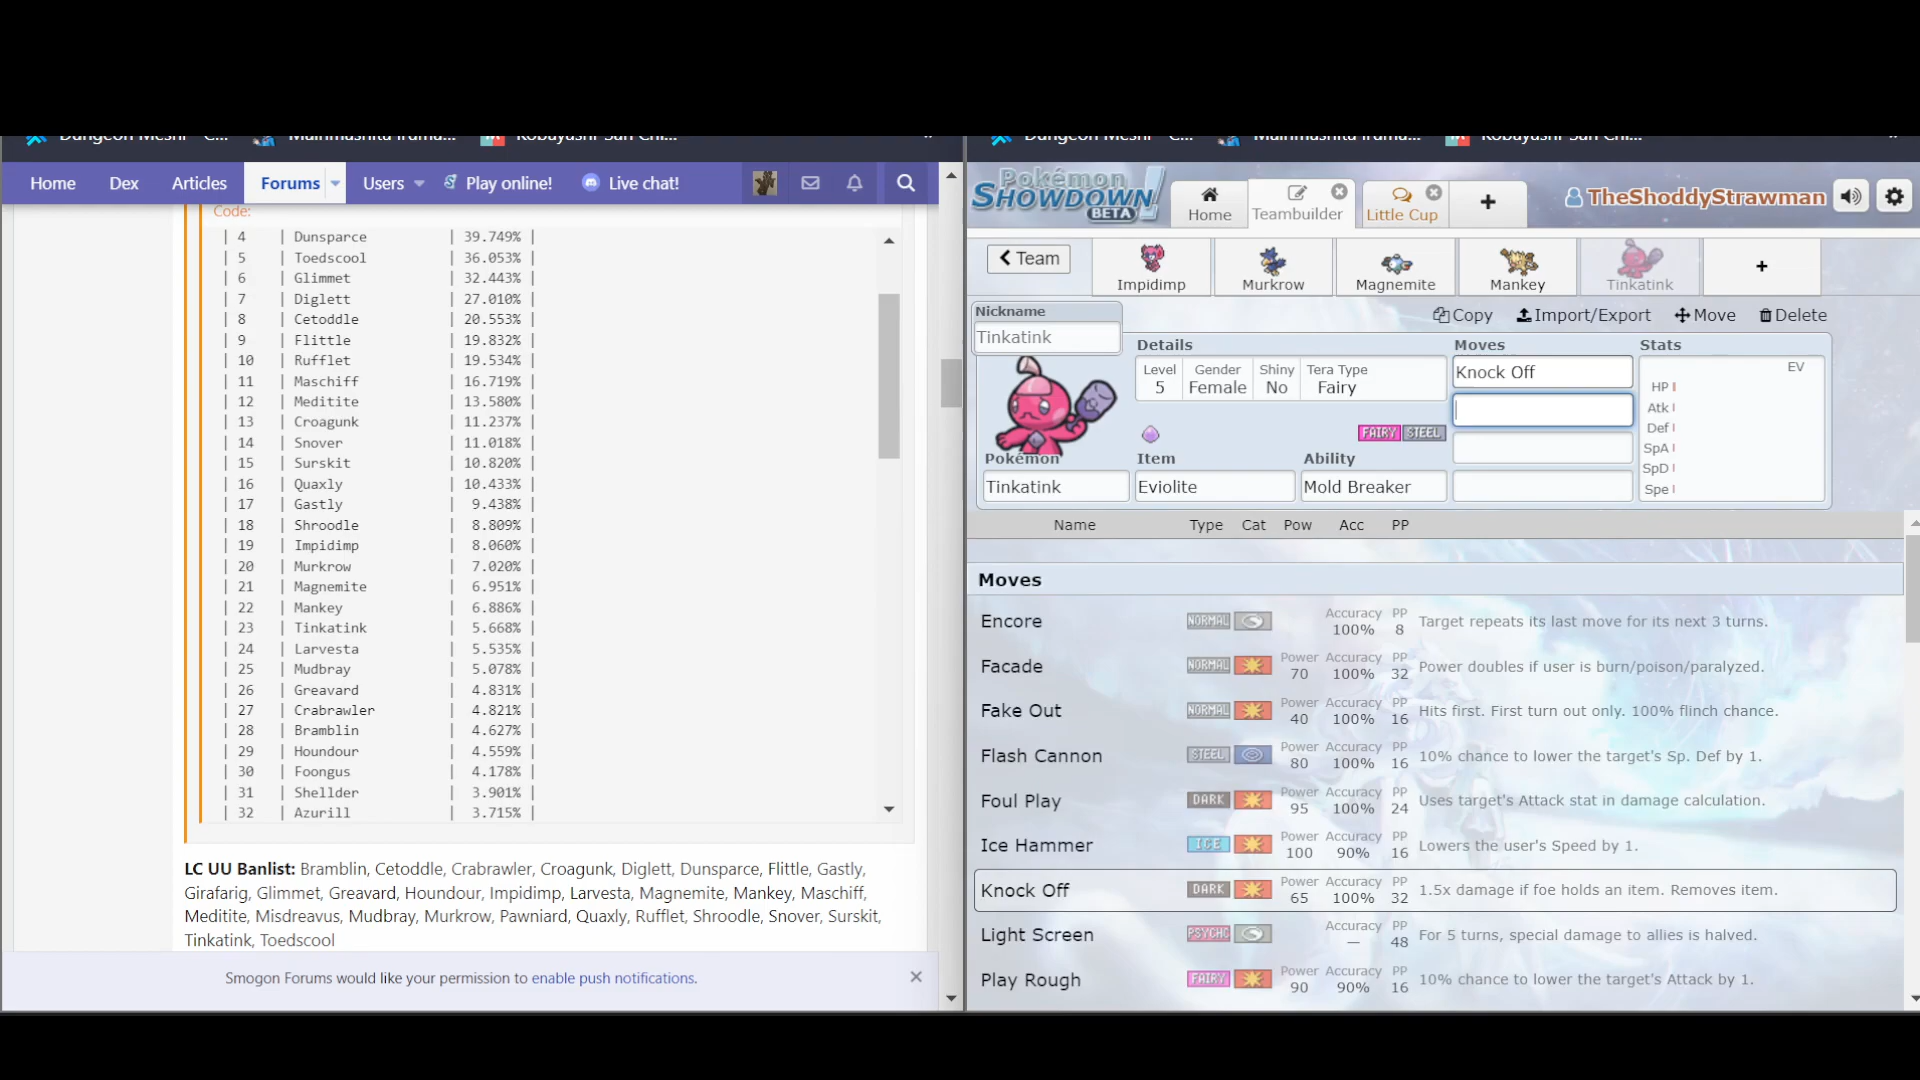 Dungeon Meshi - C... Mairimashita Iruma... Kobayashi-San Chi... »
Home Dex Articles Forums Users Play online! Live chat!
Code:
| 4 | Dunsparce | 39.749% |
| 5 | Toedscool | 36.053% |
| 6 | Glimmet | 32.443% |
| 7 | Diglett | 27.010% |
| 8 | Cetoddle | 20.553% |
| 9 | Flittle | 19.832% |
| 10 | Rufflet | 19.534% |
| 11 | Maschiff | 16.719% |
| 12 | Meditite | 13.580% |
| 13 | Croagunk | 11.237% |
| 14 | Snover | 11.018% |
| 15 | Surskit | 10.820% |
| 16 | Quaxly | 10.433% |
| 17 | Gastly | 9.438% |
| 18 | Shroodle | 8.809% |
| 19 | Impidimp | 8.060% |
| 20 | Murkrow | 7.020% |
| 21 | Magnemite | 6.951% |
| 22 | Mankey | 6.886% |
| 23 | Tinkatink | 5.668% |
| 24 | Larvesta | 5.535% |
| 25 | Mudbray | 5.078% |
| 26 | Greavard | 4.831% |
| 27 | Crabrawler | 4.821% |
| 28 | Bramblin | 4.627% |
| 29 | Houndour | 4.559% |
| 30 | Foongus | 4.178% |
| 31 | Shellder | 3.901% |
| 32 | Azurill | 3.715% |
LC UU Banlist: Bramblin, Cetoddle, Crabrawler, Croagunk, Diglett, Dunsparce, Flittle, Gastly,
Girafarig, Glimmet, Greavard, Houndour, Impidimp, Larvesta, Magnemite, Mankey, Maschiff,
Meditite, Misdreavus, Mudbray, Murkrow, Pawniard, Quaxly, Rufflet, Shroodle, Snover, Surskit,
Tinkatink, Toedscool
Smogon Forums would like your permission to enable push notifications.
Dungeon Meshi - C... Mairimashita Iruma... Kobayashi-San Chi... »
Pokémon SHOWDOWN! BETA
Home Teambuilder Little Cup + TheShoddyStrawman
Team Impidimp Murkrow Magnemite Mankey Tinkatink +
Copy Import/Export Move Delete
Nickname
Tinkatink
Details Moves Stats
Level Gender Shiny Tera Type
5 Female No Fairy
Knock Off
EV
HP
Atk
Def
SpA
SpD
Spe
FAIRY STEEL
Pokémon Item Ability
Tinkatink Eviolite Mold Breaker
Name Type Cat Pow Acc PP
Moves
Encore NORMAL Accuracy 100% PP 8 Target repeats its last move for its next 3 turns.
Facade NORMAL Power 70 Accuracy 100% PP 32 Power doubles if user is burn/poison/paralyzed.
Fake Out NORMAL Power 40 Accuracy 100% PP 16 Hits first. First turn out only. 100% flinch chance.
Flash Cannon STEEL Power 80 Accuracy 100% PP 16 10% chance to lower the target's Sp. Def by 1.
Foul Play DARK Power 95 Accuracy 100% PP 24 Uses target's Attack stat in damage calculation.
Ice Hammer ICE Power 100 Accuracy 90% PP 16 Lowers the user's Speed by 1.
Knock Off DARK Power 65 Accuracy 100% PP 32 1.5x damage if foe holds an item. Removes item.
Light Screen PSYCHC Accuracy — PP 48 For 5 turns, special damage to allies is halved.
Play Rough FAIRY Power 90 Accuracy 90% PP 16 10% chance to lower the target's Attack by 1.